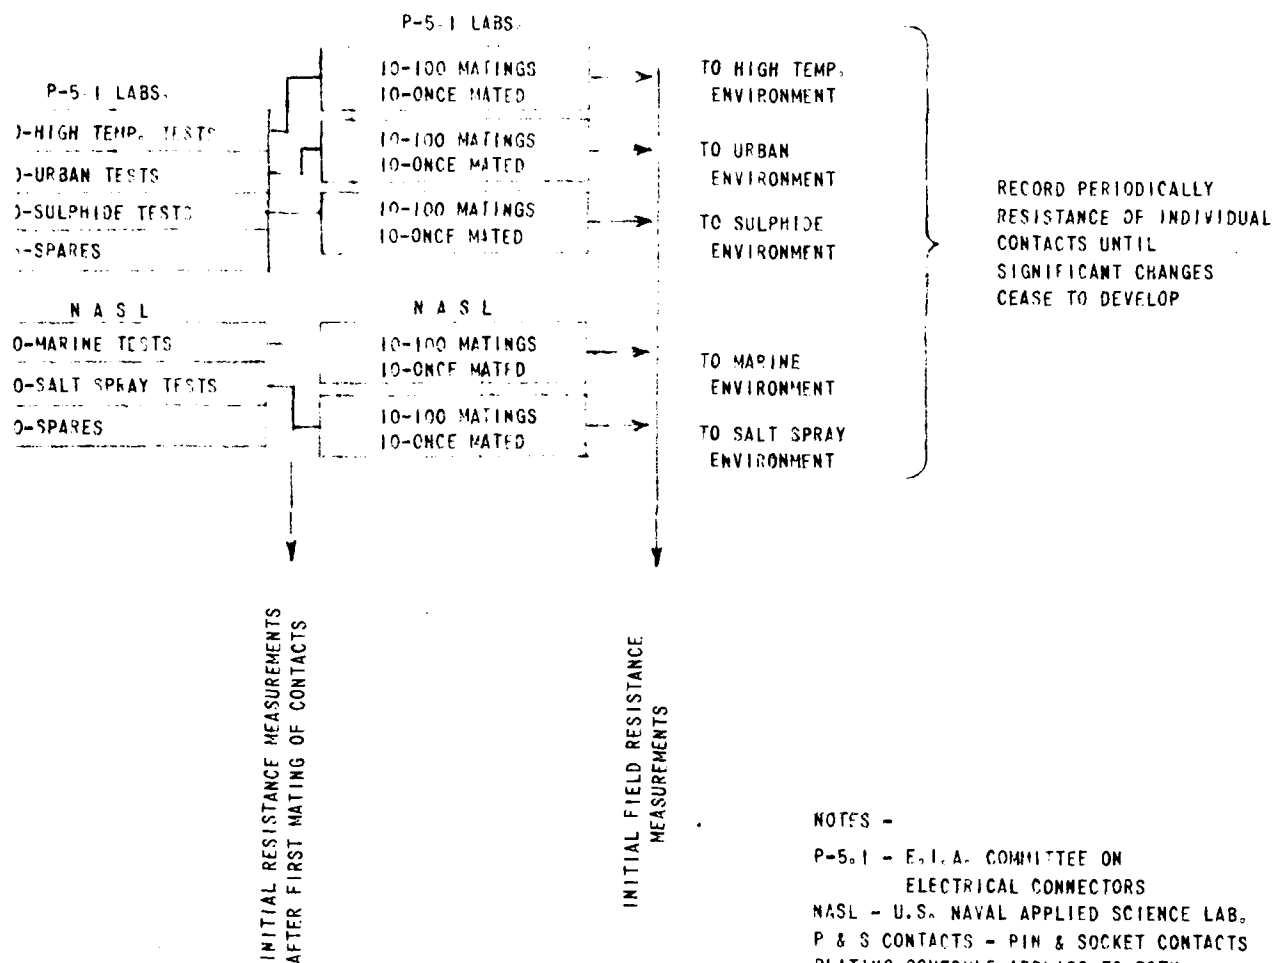 P-5.1 LABS.
10-100 MATINGS
10-ONCE MATED
TO HIGH TEMP.
ENVIRONMENT
P-5.1 LABS.
-HIGH TEMP. TESTS
10-100 MATINGS
10-ONCE MATED
TO URBAN
ENVIRONMENT
-URBAN TESTS
-SULPHIDE TESTS
10-100 MATINGS
10-ONCE MATED
TO SULPHIDE
ENVIRONMENT
-SPARES
RECORD PERIODICALLY
RESISTANCE OF INDIVIDUAL
CONTACTS UNTIL
SIGNIFICANT CHANGES
CEASE TO DEVELOP
N A S L
N A S L
0-MARINE TESTS
10-100 MATINGS
10-ONCE MATED
TO MARINE
ENVIRONMENT
0-SALT SPRAY TESTS
-SPARES
10-100 MATINGS
10-ONCE MATED
TO SALT SPRAY
ENVIRONMENT
INITIAL RESISTANCE MEASUREMENTS
AFTER FIRST MATING OF CONTACTS
INITIAL FIELD RESISTANCE
MEASUREMENTS
NOTES -
P-5.1 - E.I.A. COMMITTEE ON
ELECTRICAL CONNECTORS
NASL - U.S. NAVAL APPLIED SCIENCE LAB.
P & S CONTACTS - PIN & SOCKET CONTACTS